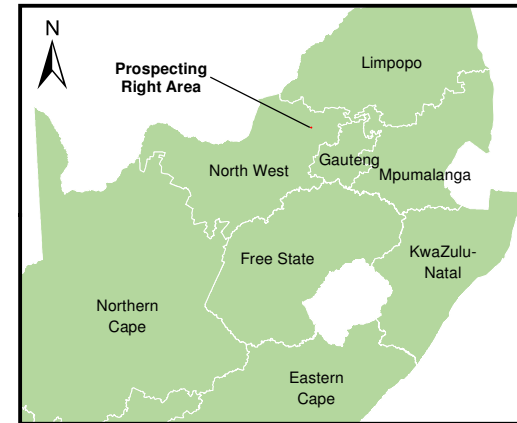 N
Limpopo
Prospecting
Right Area
Gauteng
North West
Mpumalanga
KwaZulu-
Natal
Free State
Northern
Cape
Eastern
Cape